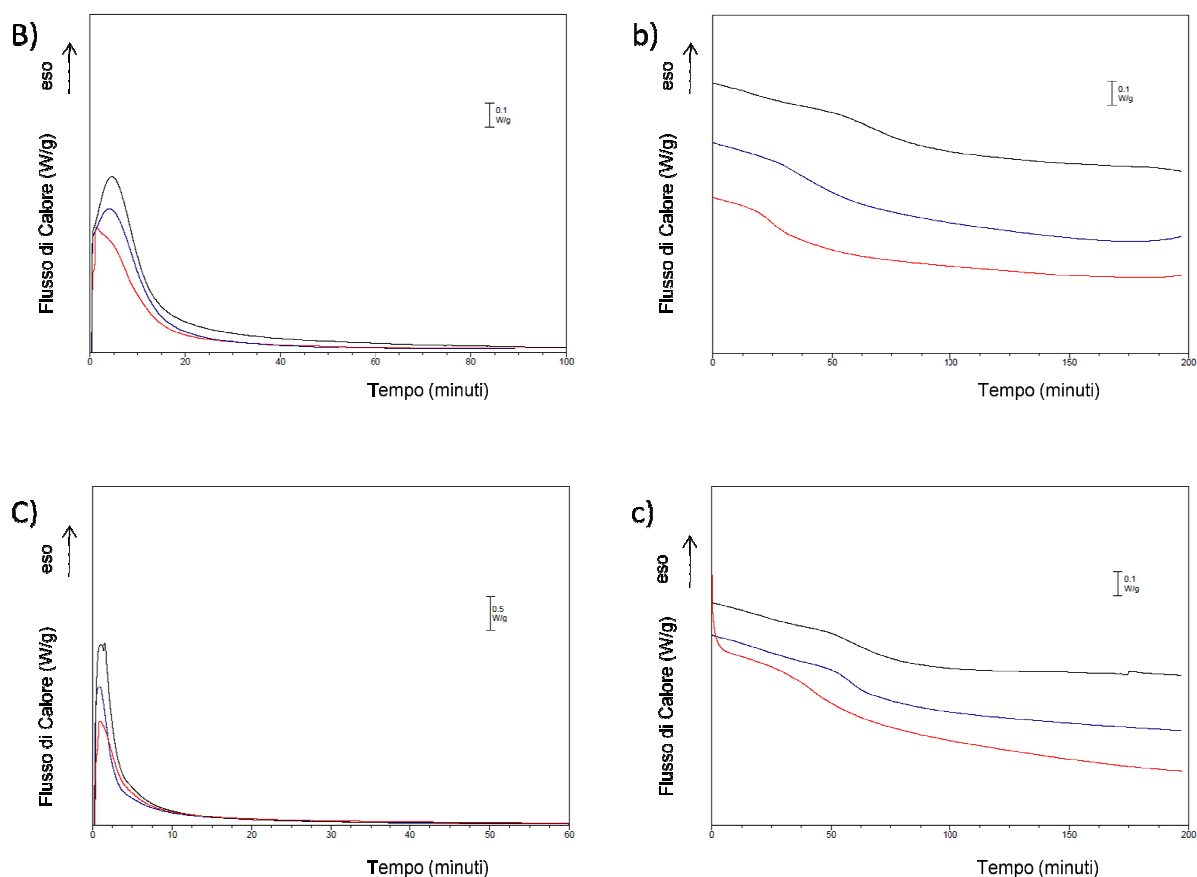 B)
eso
Flusso di Calore (W/g)
0.1
W/g
0 20 40 60 80 100
Tempo (minuti)
b)
eso
Flusso di Calore (W/g)
0.1
W/g
0 50 100 150 200
Tempo (minuti)
C)
eso
Flusso di Calore (W/g)
0.5
W/g
0 10 20 30 40 50 60
Tempo (minuti)
c)
eso
Flusso di Calore (W/g)
0.1
W/g
0 50 100 150 200
Tempo (minuti)